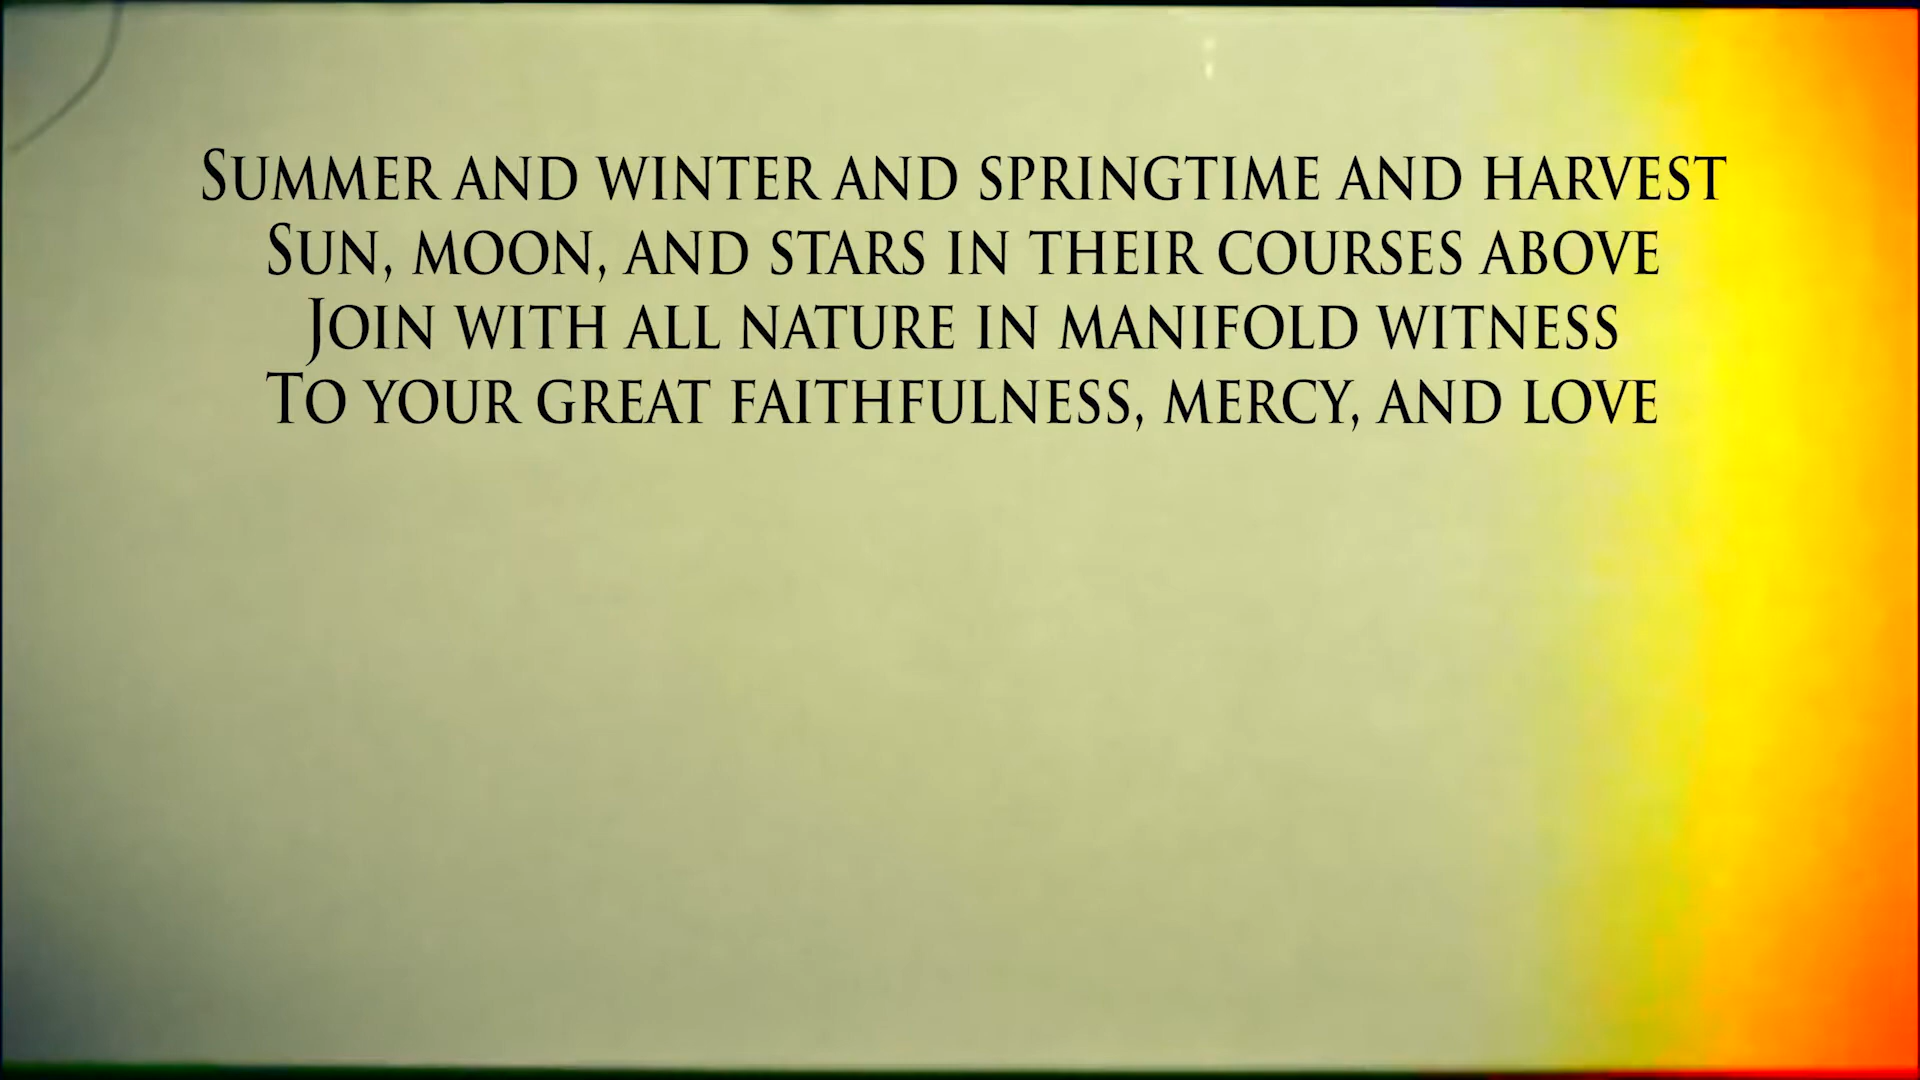 Summer and winter and springtime and harvest
Sun, moon, and stars in their courses above
Join with all nature in manifold witness
To your great faithfulness, mercy, and love